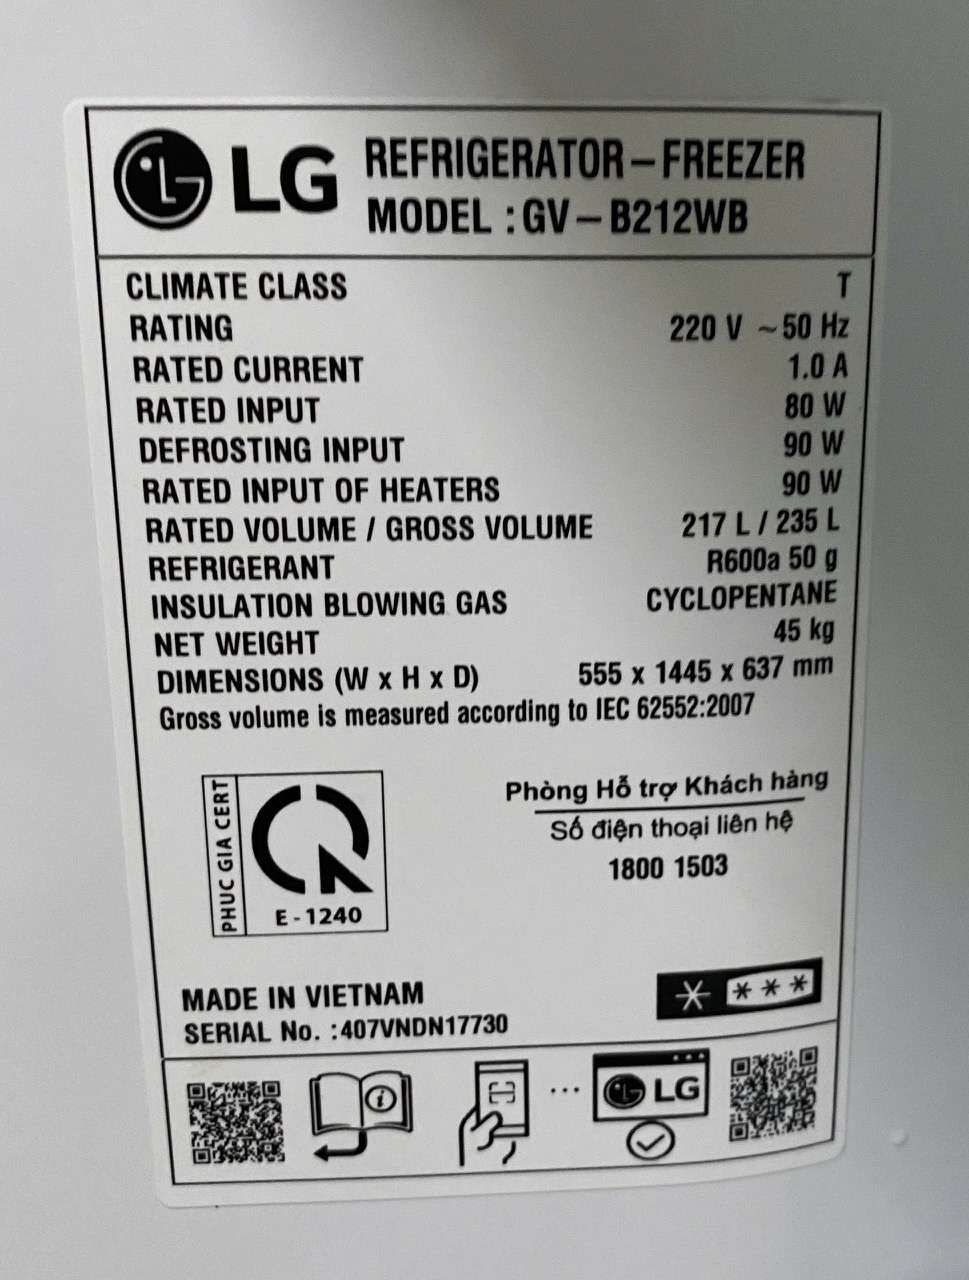 LG REFRIGERATOR – FREEZER
MODEL : GV – B212WB
CLIMATE CLASS T
RATING 220 V ~ 50 Hz
RATED CURRENT 1.0 A
RATED INPUT 80 W
DEFROSTING INPUT 90 W
RATED INPUT OF HEATERS 90 W
RATED VOLUME / GROSS VOLUME 217 L / 235 L
REFRIGERANT R600a 50 g
INSULATION BLOWING GAS CYCLOPENTANE
NET WEIGHT 45 kg
DIMENSIONS (W x H x D) 555 x 1445 x 637 mm
Gross volume is measured according to IEC 62552:2007
PHUC GIA CERT
E - 1240
Phòng Hỗ trợ Khách hàng
Số điện thoại liên hệ
1800 1503
MADE IN VIETNAM
SERIAL No. :407VNDN17730
LG